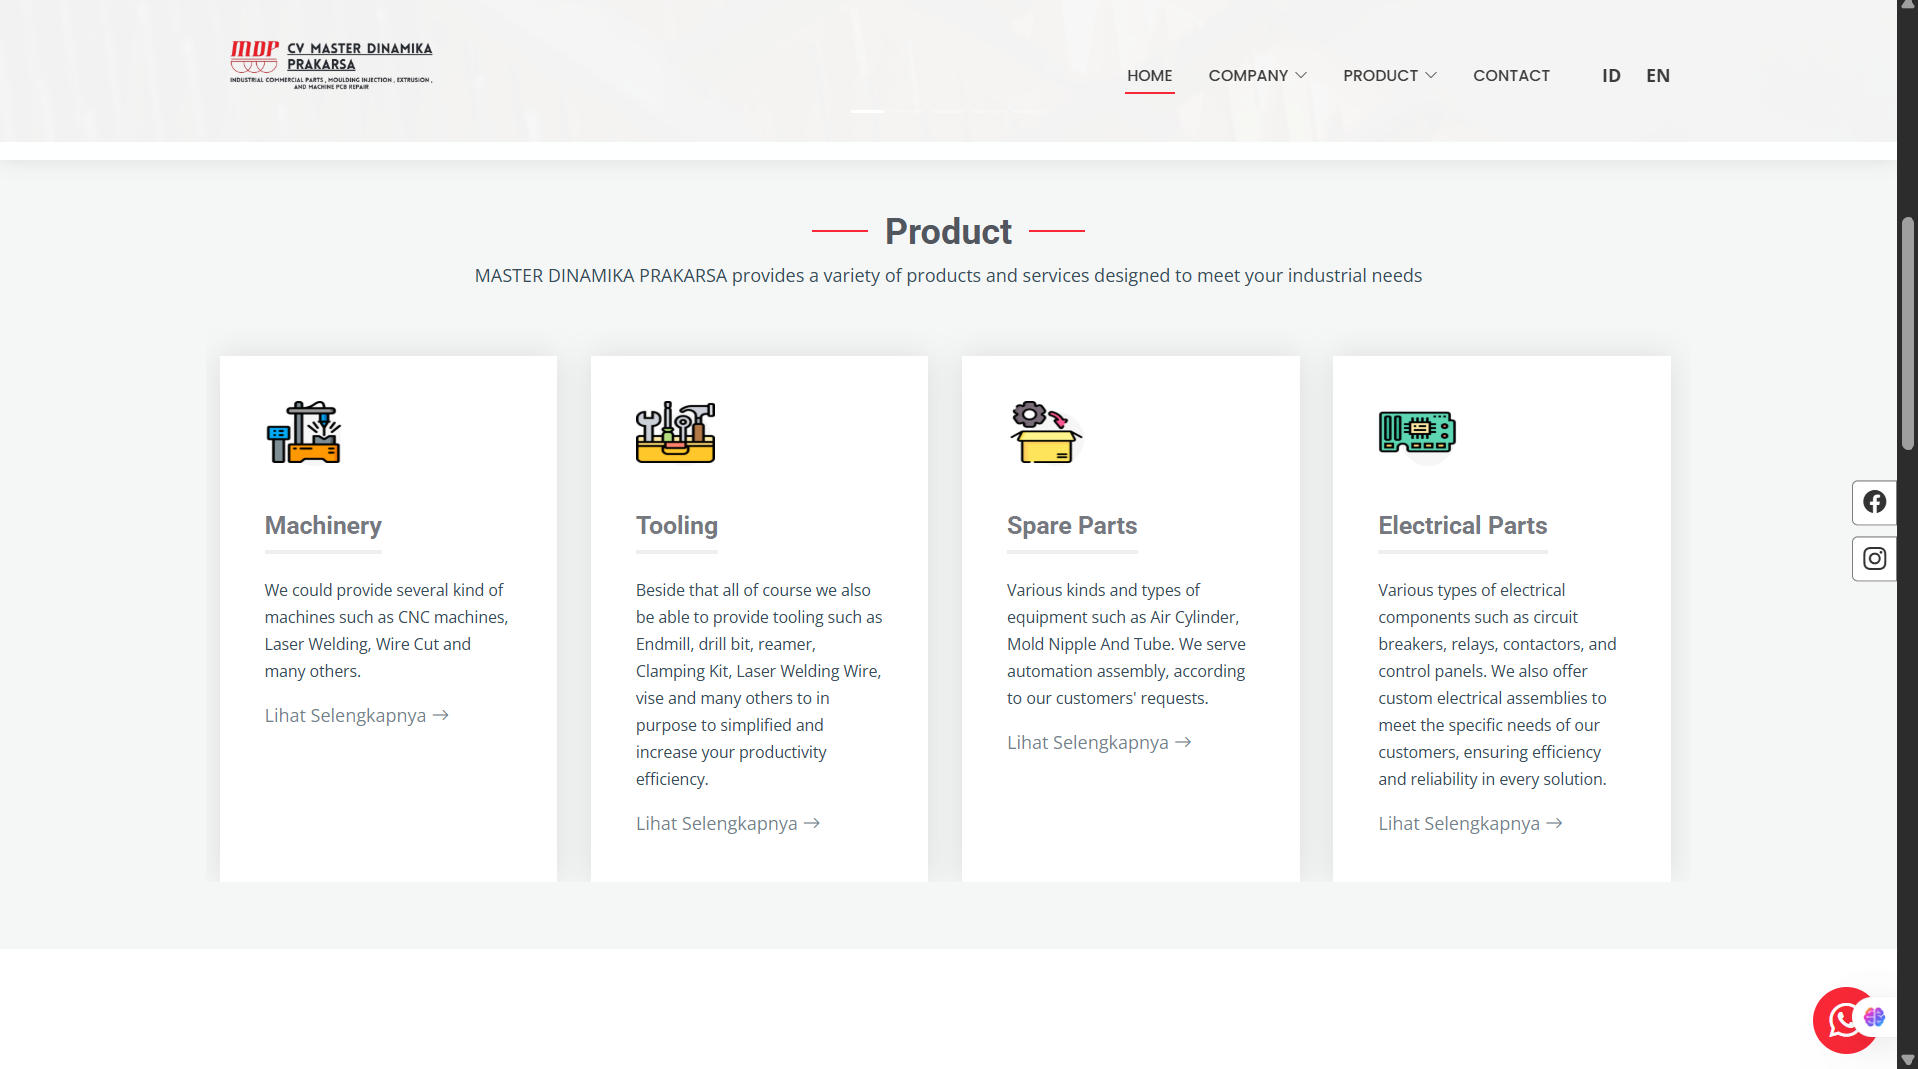 MDP CV MASTER DINAMIKA
PRAKARSA
INDUSTRIAL COMMERCIAL PARTS, MOULDING INJECTION, EXTRUSION,
AND MACHINE PCB REPAIR
HOME COMPANY PRODUCT CONTACT ID EN
Product
MASTER DINAMIKA PRAKARSA provides a variety of products and services designed to meet your industrial needs
Machinery
We could provide several kind of
machines such as CNC machines,
Laser Welding, Wire Cut and
many others.
Lihat Selengkapnya →
Tooling
Beside that all of course we also
be able to provide tooling such as
Endmill, drill bit, reamer,
Clamping Kit, Laser Welding Wire,
vise and many others to in
purpose to simplified and
increase your productivity
efficiency.
Lihat Selengkapnya →
Spare Parts
Various kinds and types of
equipment such as Air Cylinder,
Mold Nipple And Tube. We serve
automation assembly, according
to our customers' requests.
Lihat Selengkapnya →
Electrical Parts
Various types of electrical
components such as circuit
breakers, relays, contactors, and
control panels. We also offer
custom electrical assemblies to
meet the specific needs of our
customers, ensuring efficiency
and reliability in every solution.
Lihat Selengkapnya →